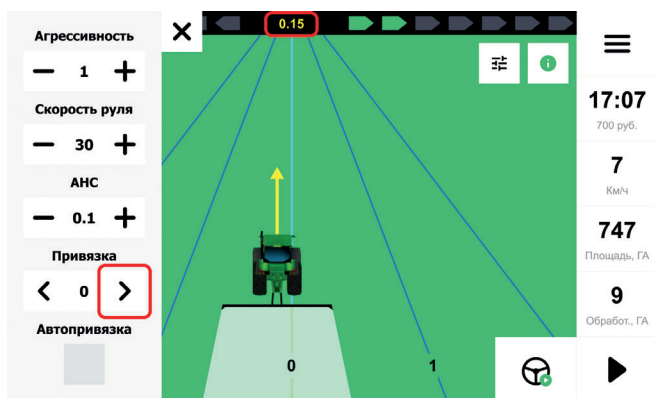 Агрессивность
1
Скорость руля
30
АНС
0.1
Привязка
0
Автопривязка
0.15
0
1
17:07
700 руб.
7
Км/ч
747
Площадь, ГА
9
Обработ., ГА